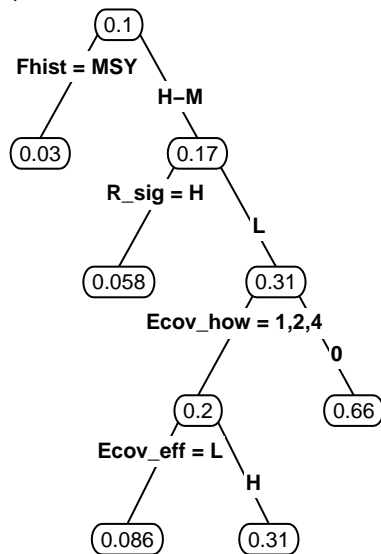 0.1
Fhist = MSY
H−M
0.03
0.17
R_sig = H
L
0.058
0.31
Ecov_how = 1,2,4
0
0.2
0.66
Ecov_eff = L
H
0.086
0.31